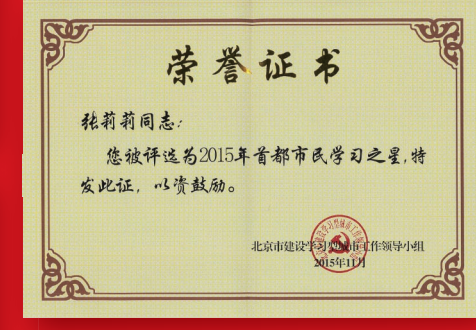 荣誉证书
张莉莉同志：
您被评选为2015年首都市民学习之星,特
发此证，以资鼓励。
北京市建设学习型城市工作领导小组
2015年11月